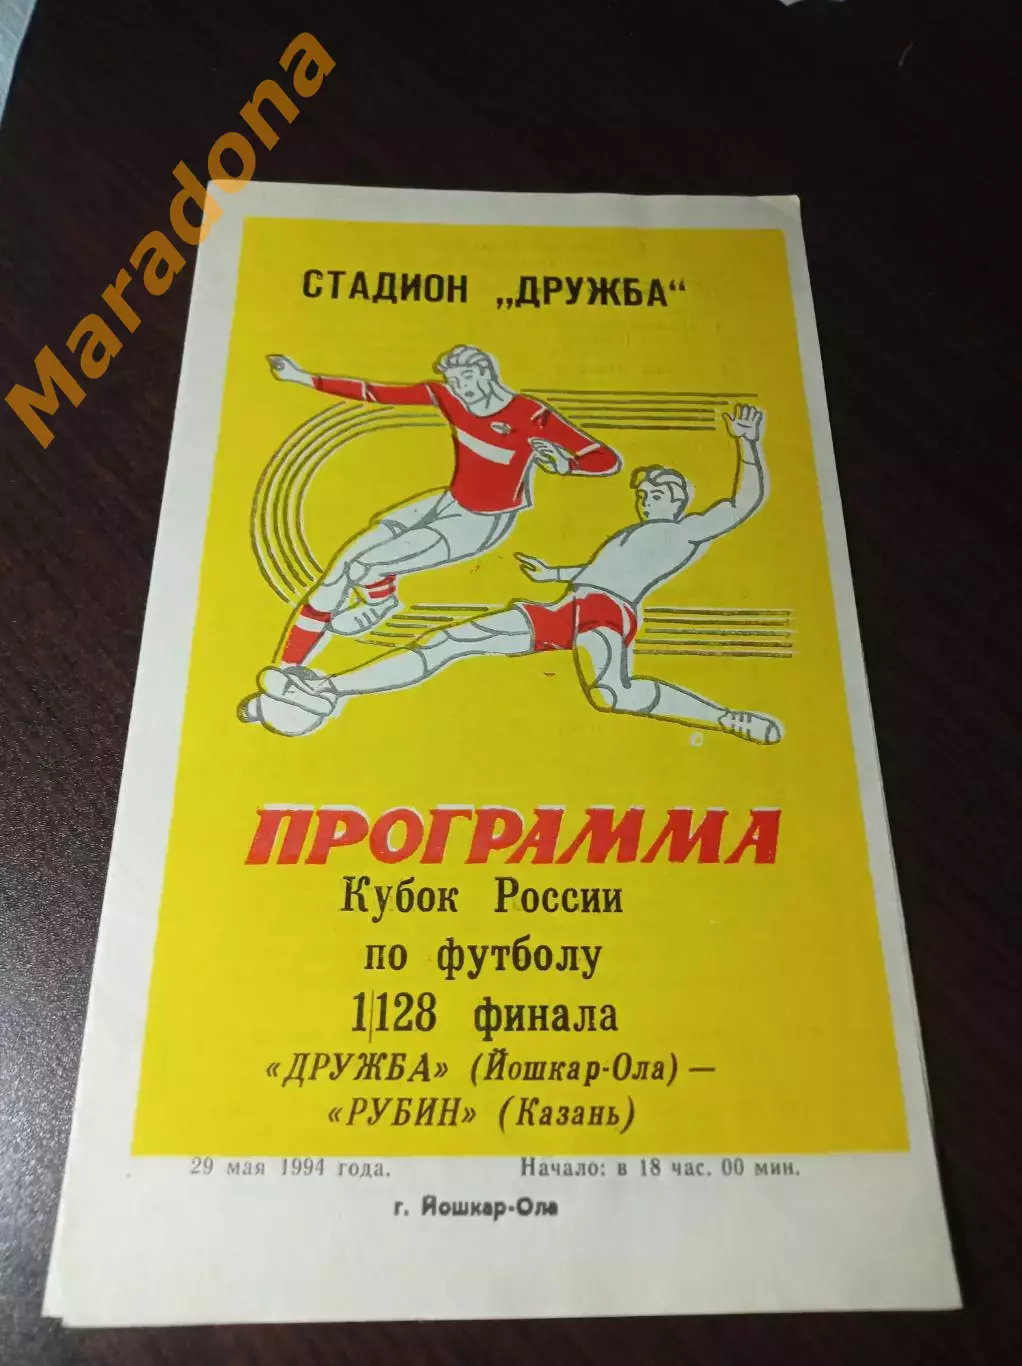 Maradona
СТАДИОН „ДРУЖБА“
ПРОГРАММА
Кубок России
по футболу
1/128 финала
«ДРУЖБА» (Йошкар-Ола) —
«РУБИН» (Казань)
29 мая 1994 года. Начало: в 18 час. 00 мин.
г. Йошкар-Ола